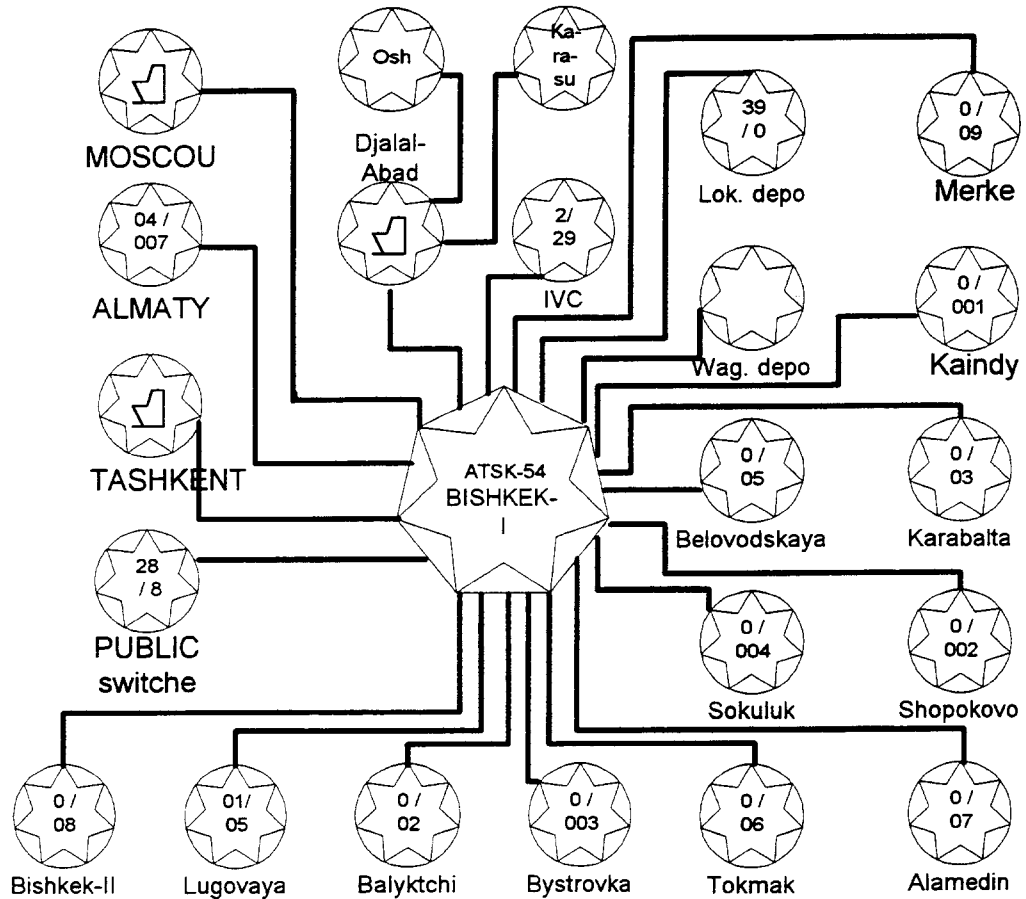 MOSCOU
Osh
Ka-
ra-
su
39
/ 0
Lok. depo
0 /
09
Merke
Djalal-
Abad
04 /
007
ALMATY
2/
29
IVC
Wag. depo
0 /
001
Kaindy
TASHKENT
ATSK-54
BISHKEK-
I
0 /
05
Belovodskaya
0 /
03
Karabalta
28
/ 8
PUBLIC
switche
0 /
004
Sokuluk
0 /
002
Shopokovo
0 /
08
Bishkek-II
01/
05
Lugovaya
0 /
02
Balyktchi
0 /
003
Bystrovka
0 /
06
Tokmak
0 /
07
Alamedin